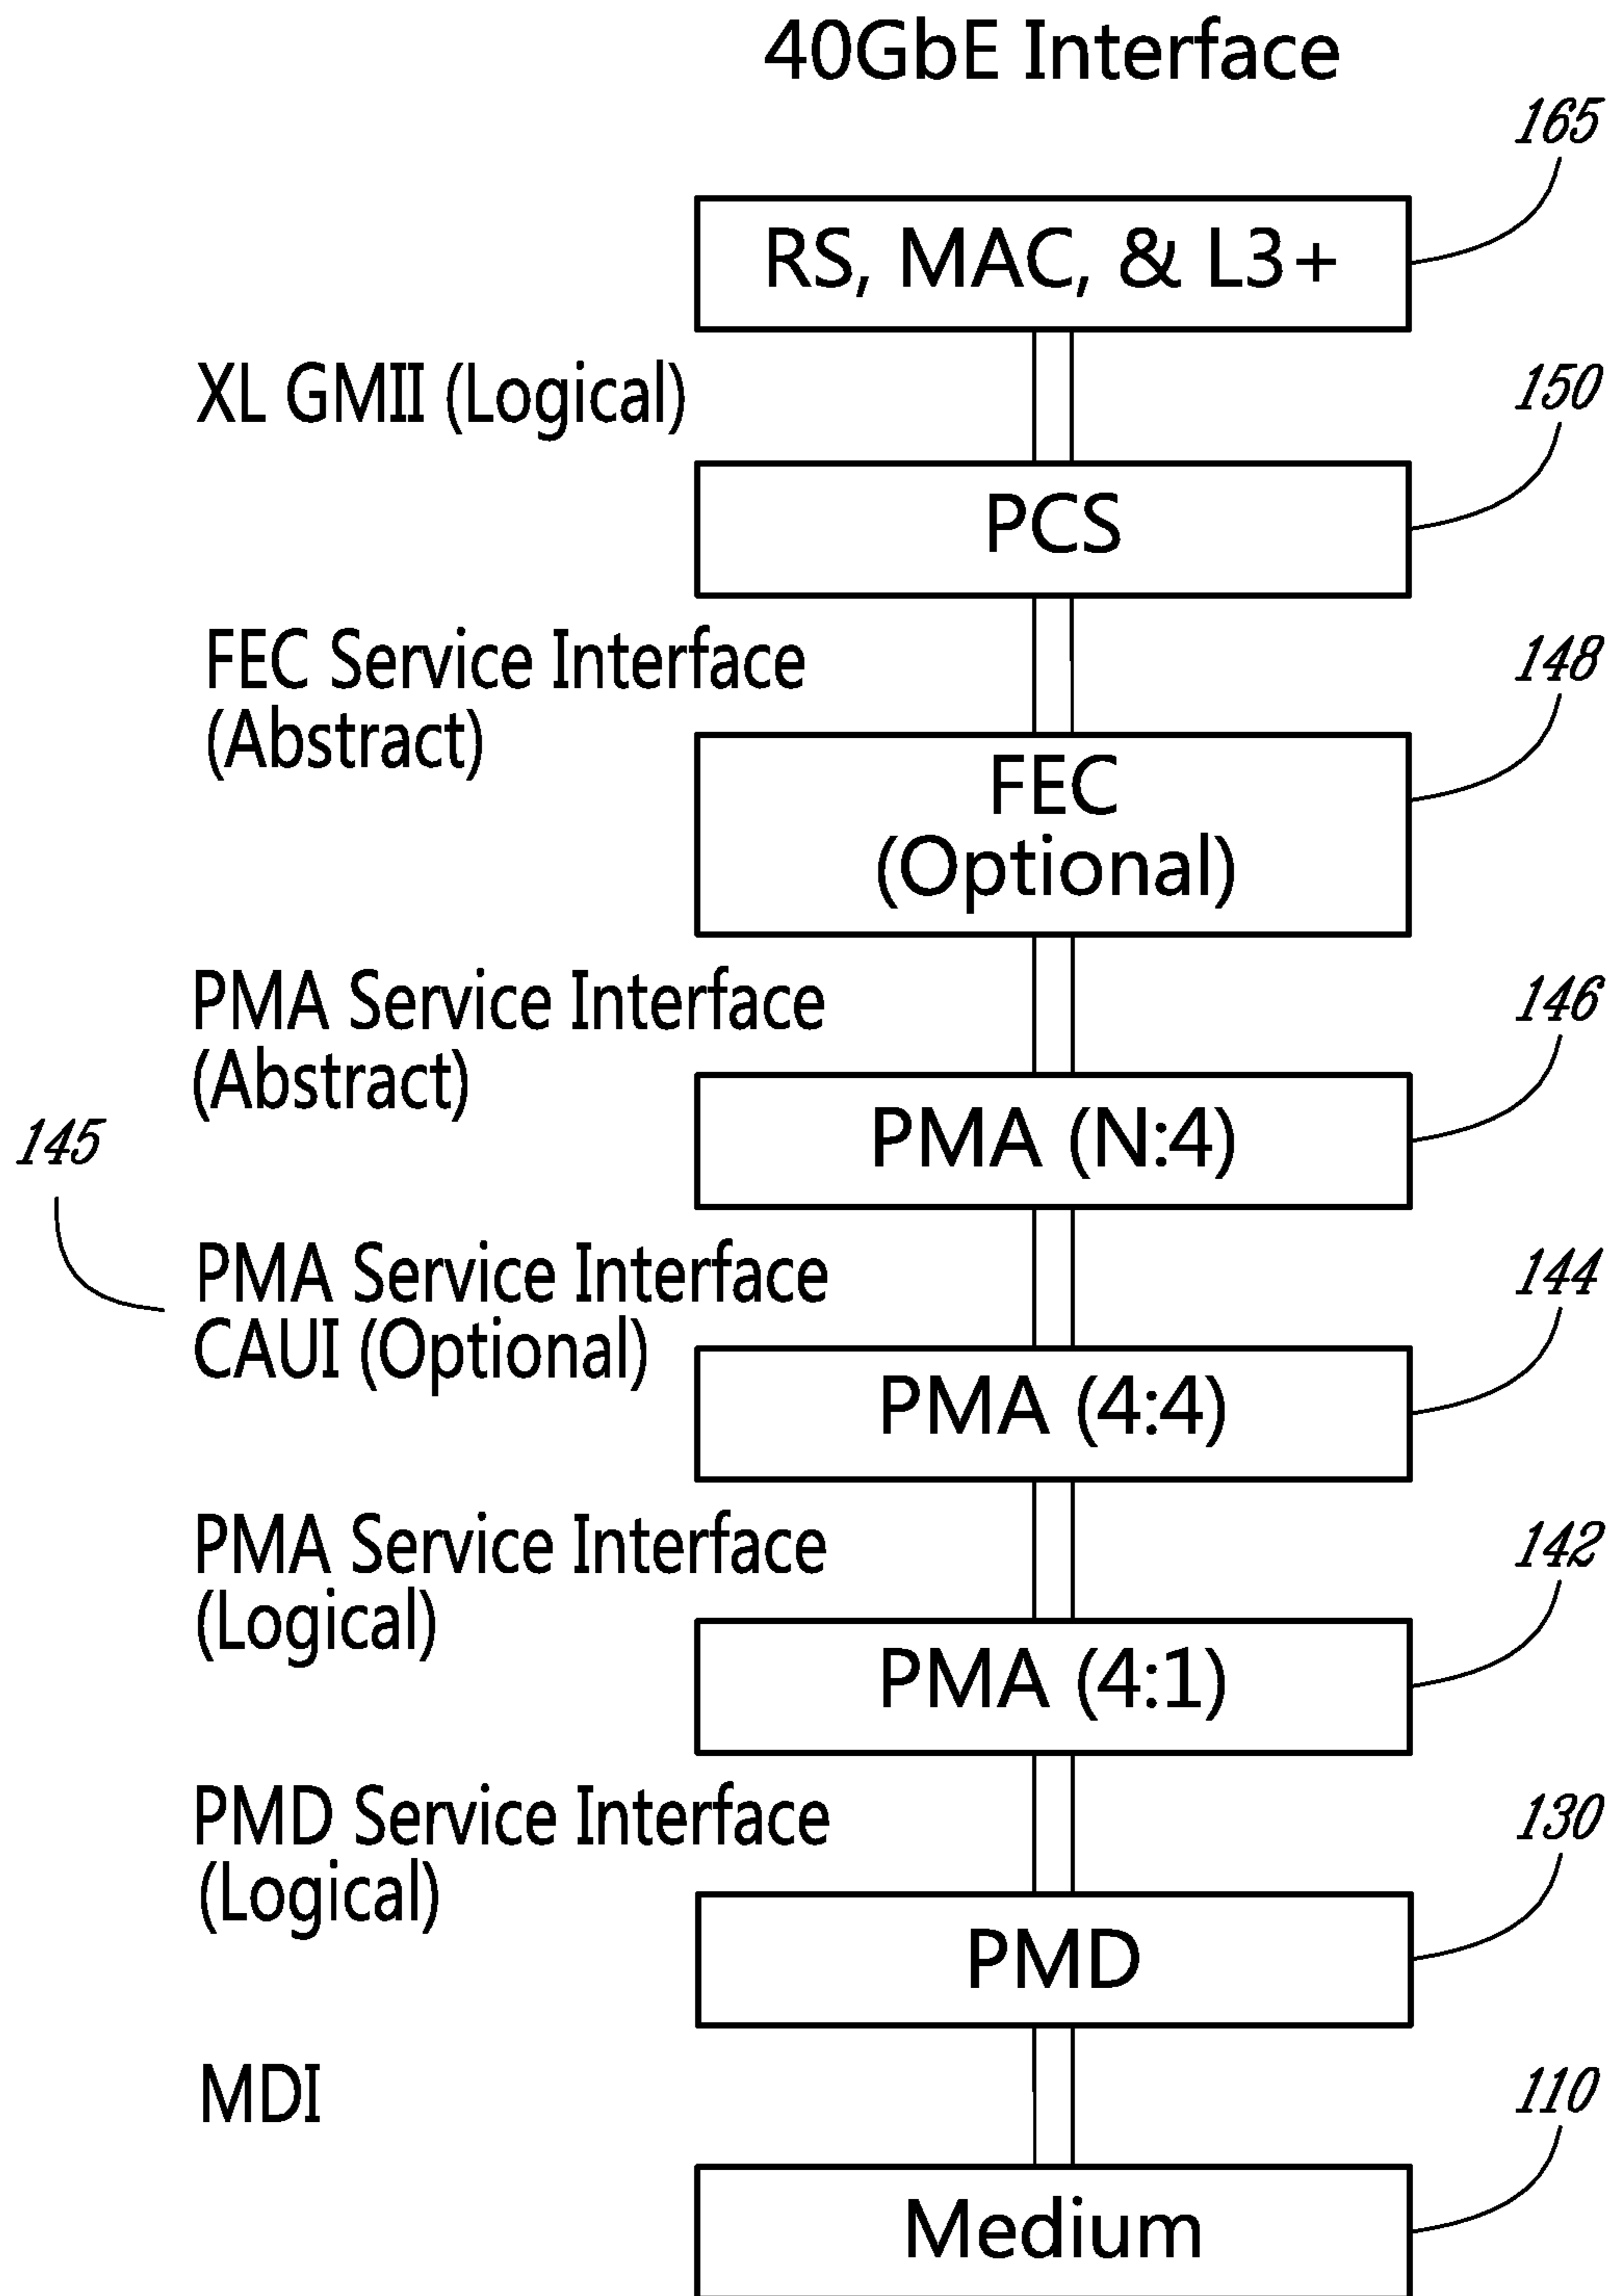 40GbE Interface
165
RS, MAC, & L3+
XL GMII (Logical)
150
PCS
FEC Service Interface
(Abstract)
148
FEC
(Optional)
PMA Service Interface
(Abstract)
146
PMA (N:4)
145
PMA Service Interface
CAUI (Optional)
144
PMA (4:4)
PMA Service Interface
(Logical)
142
PMA (4:1)
PMD Service Interface
(Logical)
130
PMD
MDI
110
Medium